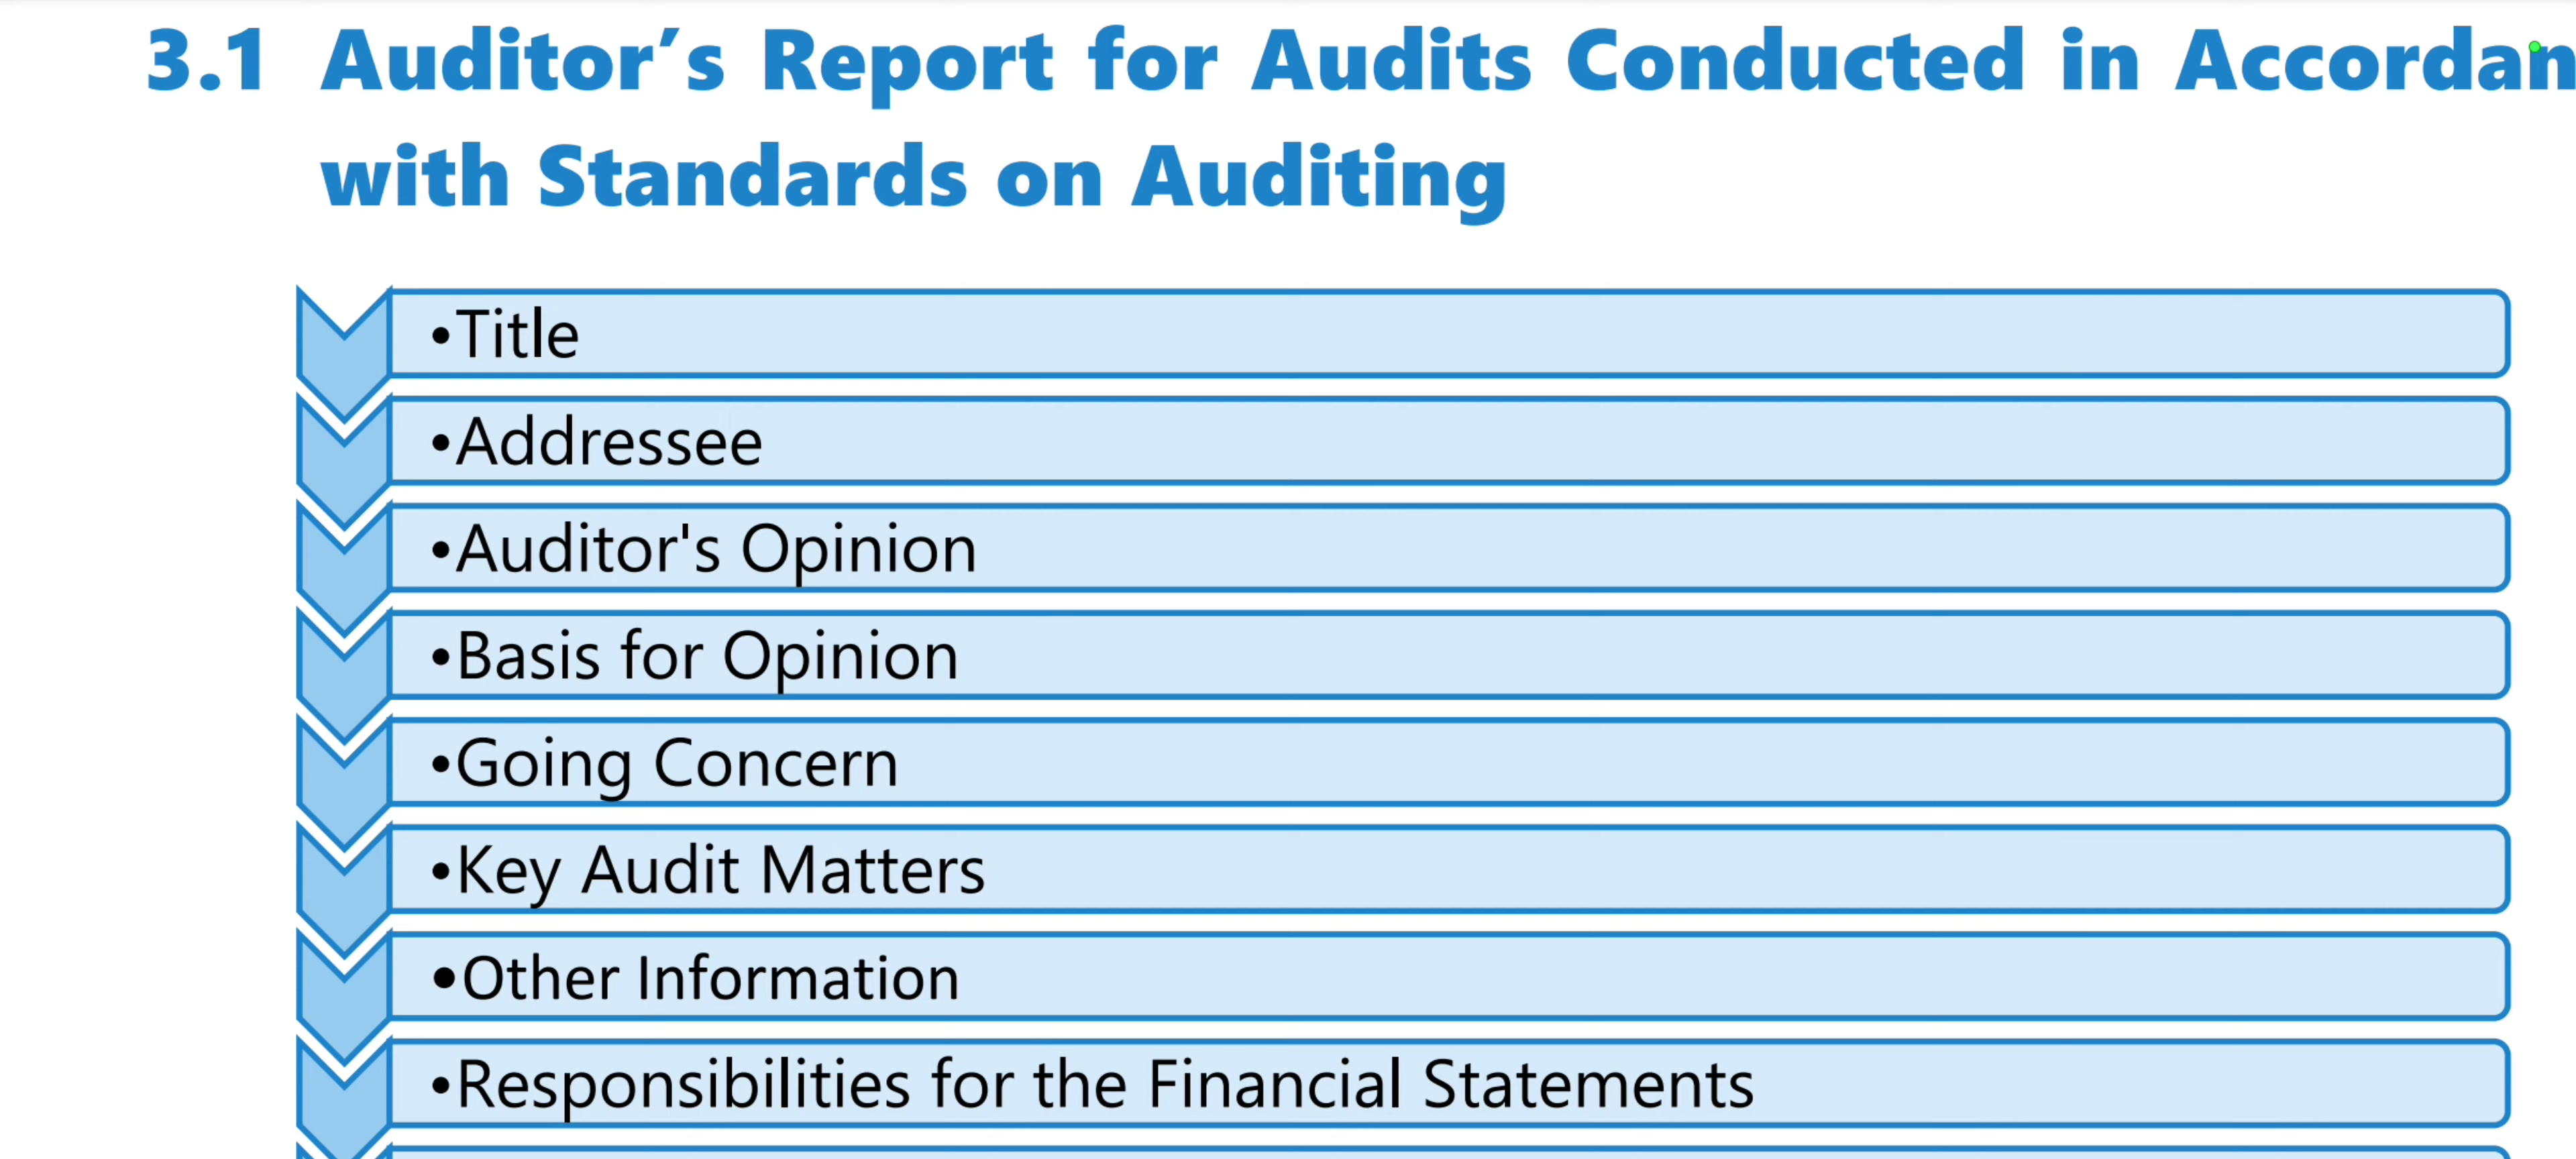 3.1 Auditor’s Report for Audits Conducted in Accordan
with Standards on Auditing
•Title
•Addressee
•Auditor's Opinion
•Basis for Opinion
•Going Concern
•Key Audit Matters
•Other Information
•Responsibilities for the Financial Statements